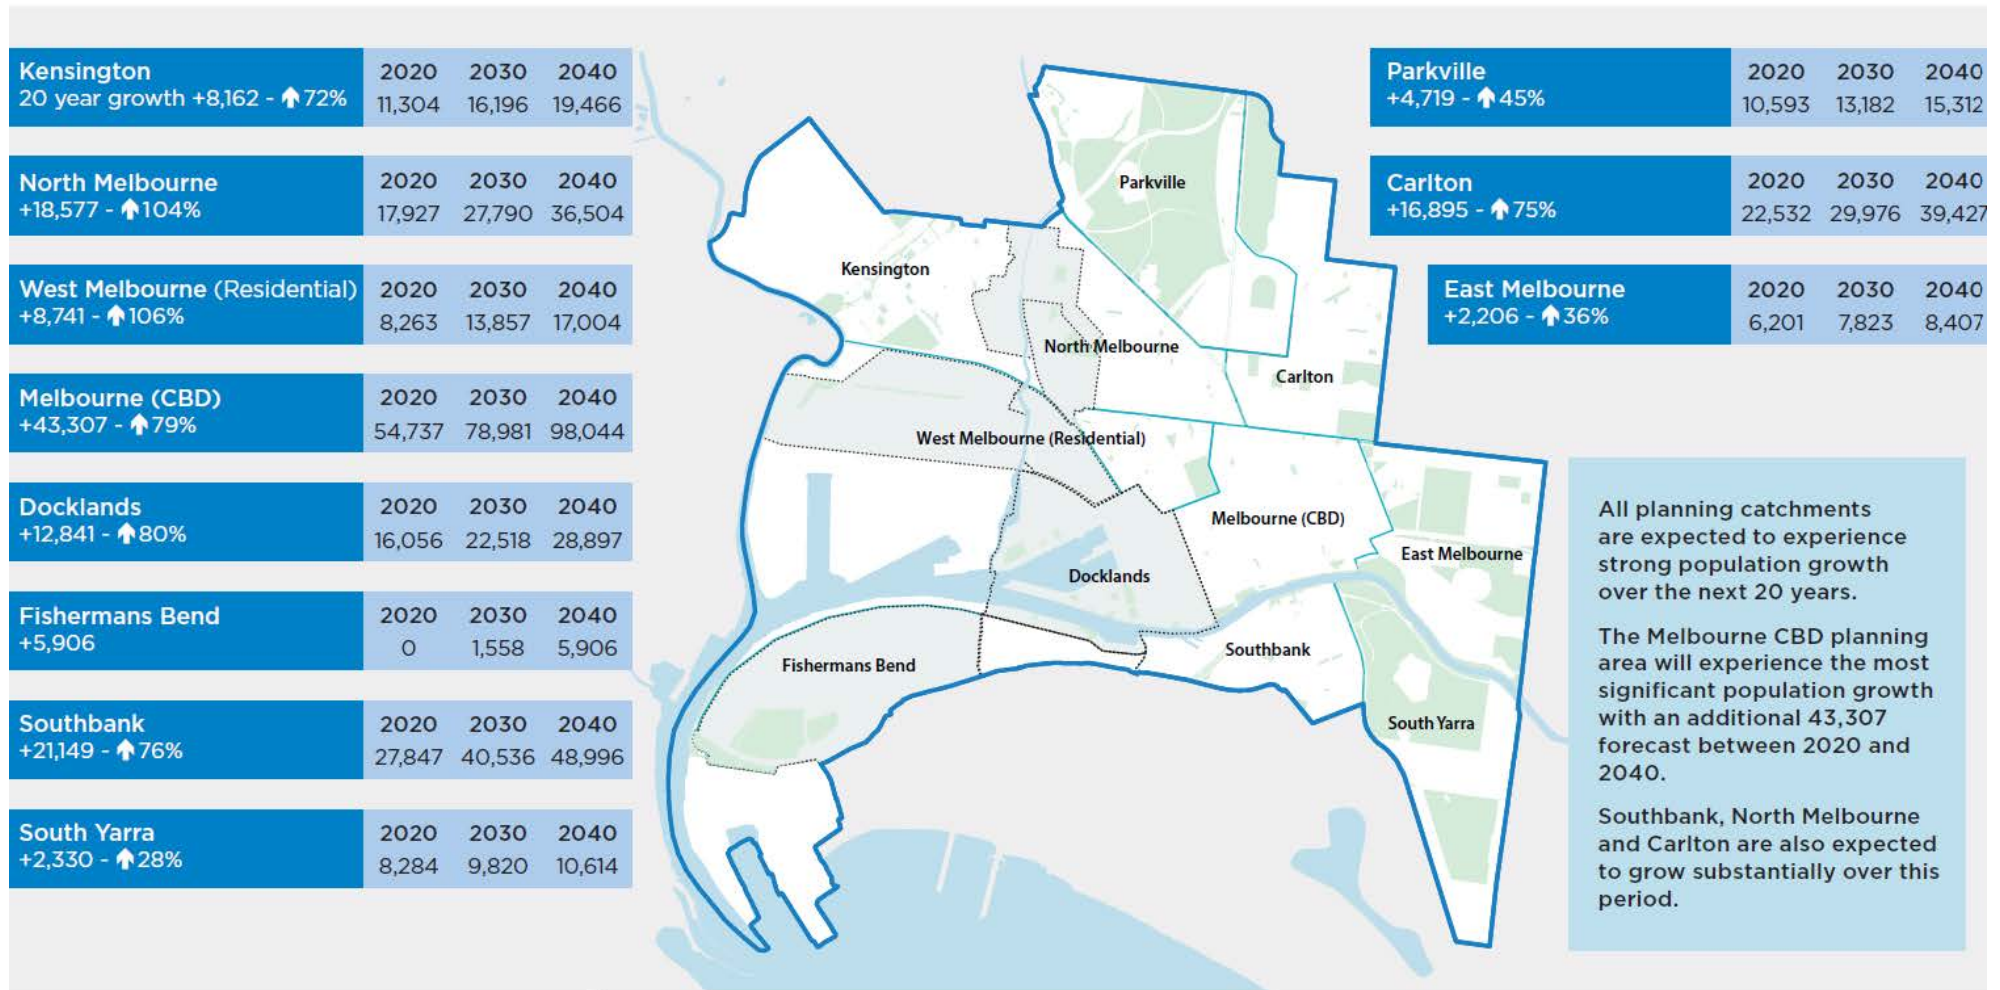 Kensington
20 year growth +8,162 - 72%
2020 2030 2040
11,304 16,196 19,466
North Melbourne
+18,577 - 104%
2020 2030 2040
17,927 27,790 36,504
West Melbourne (Residential)
+8,741 - 106%
2020 2030 2040
8,263 13,857 17,004
Melbourne (CBD)
+43,307 - 79%
2020 2030 2040
54,737 78,981 98,044
Docklands
+12,841 - 80%
2020 2030 2040
16,056 22,518 28,897
Fishermans Bend
+5,906
2020 2030 2040
0 1,558 5,906
Southbank
+21,149 - 76%
2020 2030 2040
27,847 40,536 48,996
South Yarra
+2,330 - 28%
2020 2030 2040
8,284 9,820 10,614
Parkville
Kensington
North Melbourne
Carlton
West Melbourne (Residential)
Melbourne (CBD)
East Melbourne
Docklands
Southbank
Fishermans Bend
South Yarra
Parkville
+4,719 - 45%
2020 2030 2040
10,593 13,182 15,312
Carlton
+16,895 - 75%
2020 2030 2040
22,532 29,976 39,427
East Melbourne
+2,206 - 36%
2020 2030 2040
6,201 7,823 8,407
All planning catchments
are expected to experience
strong population growth
over the next 20 years.
The Melbourne CBD planning
area will experience the most
significant population growth
with an additional 43,307
forecast between 2020 and
2040.
Southbank, North Melbourne
and Carlton are also expected
to grow substantially over this
period.